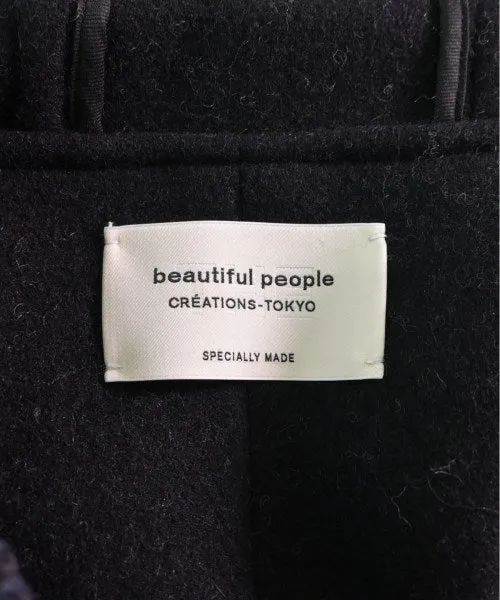 beautiful people
CRÉATIONS-TOKYO
SPECIALLY MADE